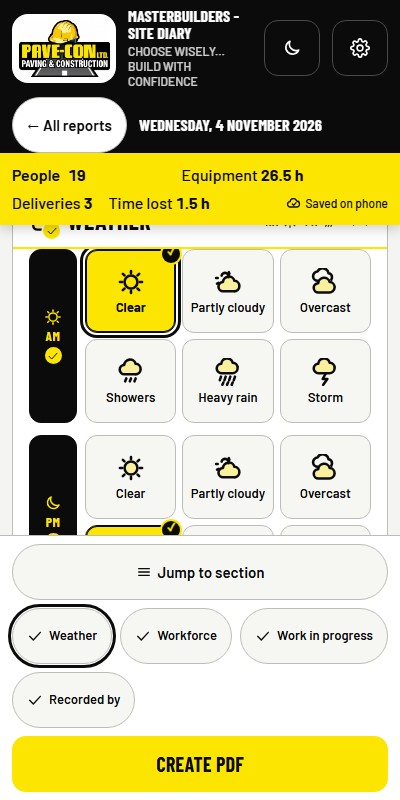 PAVE-CON LTD.
PAVING & CONSTRUCTION
MASTERBUILDERS –
SITE DIARY
CHOOSE WISELY...
BUILD WITH
CONFIDENCE
← All reports
WEDNESDAY, 4 NOVEMBER 2026
People 19 Equipment 26.5 h
Deliveries 3 Time lost 1.5 h Saved on phone
WEATHER
AM
Clear Partly cloudy Overcast
Showers Heavy rain Storm
PM
Clear Partly cloudy Overcast
Jump to section
Weather Workforce Work in progress
Recorded by
CREATE PDF